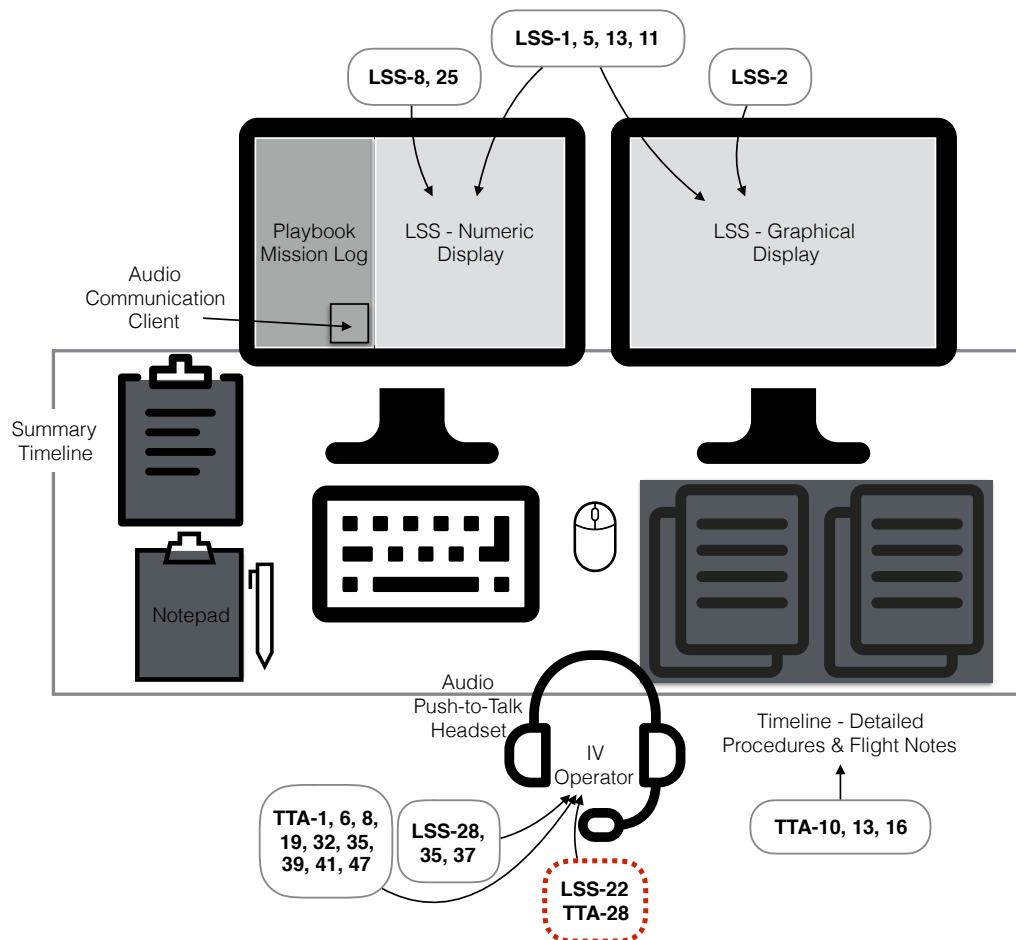 LSS-1, 5, 13, 11
LSS-8, 25
LSS-2
Playbook
Mission Log
LSS - Numeric
Display
LSS - Graphical
Display
Audio
Communication
Client
Summary
Timeline
Notepad
Audio
Push-to-Talk
Headset
IV
Operator
Timeline - Detailed
Procedures & Flight Notes
TTA-1, 6, 8,
19, 32, 35,
39, 41, 47
LSS-28,
35, 37
LSS-22
TTA-28
TTA-10, 13, 16